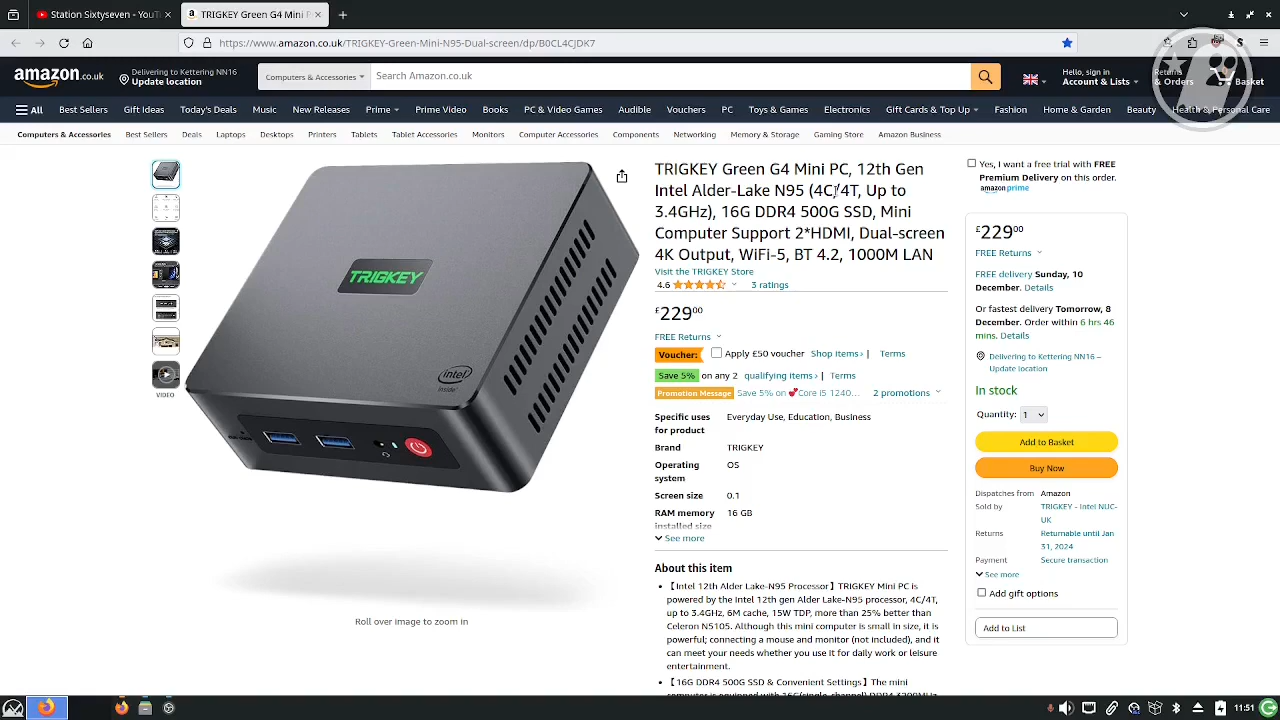 Station Sixtyseven - YouT
TRIGKEY Green G4 Mini P
https://www.amazon.co.uk/TRIGKEY-Green-Mini-N95-Dual-screen/dp/B0CL4CJDK7
amazon.co.uk
Delivering to Kettering NN16
Update location
Computers & Accessories
Search Amazon.co.uk
Hello, sign in
Account & Lists
Returns
& Orders
Basket
All
Best Sellers
Gift Ideas
Today's Deals
Music
New Releases
Prime
Prime Video
Books
PC & Video Games
Audible
Vouchers
PC
Toys & Games
Electronics
Gift Cards & Top Up
Fashion
Home & Garden
Beauty
Health & Personal Care
Computers & Accessories
Best Sellers
Deals
Laptops
Desktops
Printers
Tablets
Tablet Accessories
Monitors
Computer Accessories
Components
Networking
Memory & Storage
Gaming Store
Amazon Business
VIDEO
TRIGKEY
intel
inside
Roll over image to zoom in
TRIGKEY Green G4 Mini PC, 12th Gen
Intel Alder-Lake N95 (4C/4T, Up to
3.4GHz), 16G DDR4 500G SSD, Mini
Computer Support 2*HDMI, Dual-screen
4K Output, WiFi-5, BT 4.2, 1000M LAN
Visit the TRIGKEY Store
4.6
3 ratings
£229⁰⁰
FREE Returns
Voucher: Apply £50 voucher Shop items › | Terms
Save 5% on any 2 qualifying items › | Terms
Promotion Message Save 5% on 💕Core i5 1240... 2 promotions
Specific uses for product Everyday Use, Education, Business
Brand TRIGKEY
Operating system OS
Screen size 0.1
RAM memory installed size 16 GB
See more
About this item
• 【Intel 12th Alder Lake-N95 Processor】TRIGKEY Mini PC is
powered by the Intel 12th gen Alder Lake-N95 processor, 4C/4T,
up to 3.4GHz, 6M cache, 15W TDP, more than 25% better than
Celeron N5105. Although this mini computer is small in size, it is
powerful; connecting a mouse and monitor (not included), and it
can meet your needs whether you use it for daily work or leisure
entertainment.
• 【16G DDR4 500G SSD & Convenient Settings】The mini
computer is equipped with 16G(single-channel) DDR4 3200MHz
Yes, I want a free trial with FREE
Premium Delivery on this order.
amazon prime
£229⁰⁰
FREE Returns
FREE delivery Sunday, 10
December. Details
Or fastest delivery Tomorrow, 8
December. Order within 6 hrs 46
mins. Details
Delivering to Kettering NN16 –
Update location
In stock
Quantity: 1
Add to Basket
Buy Now
Dispatches from Amazon
Sold by TRIGKEY - Intel NUC-
UK
Returns Returnable until Jan
31, 2024
Payment Secure transaction
See more
Add gift options
Add to List
11:51